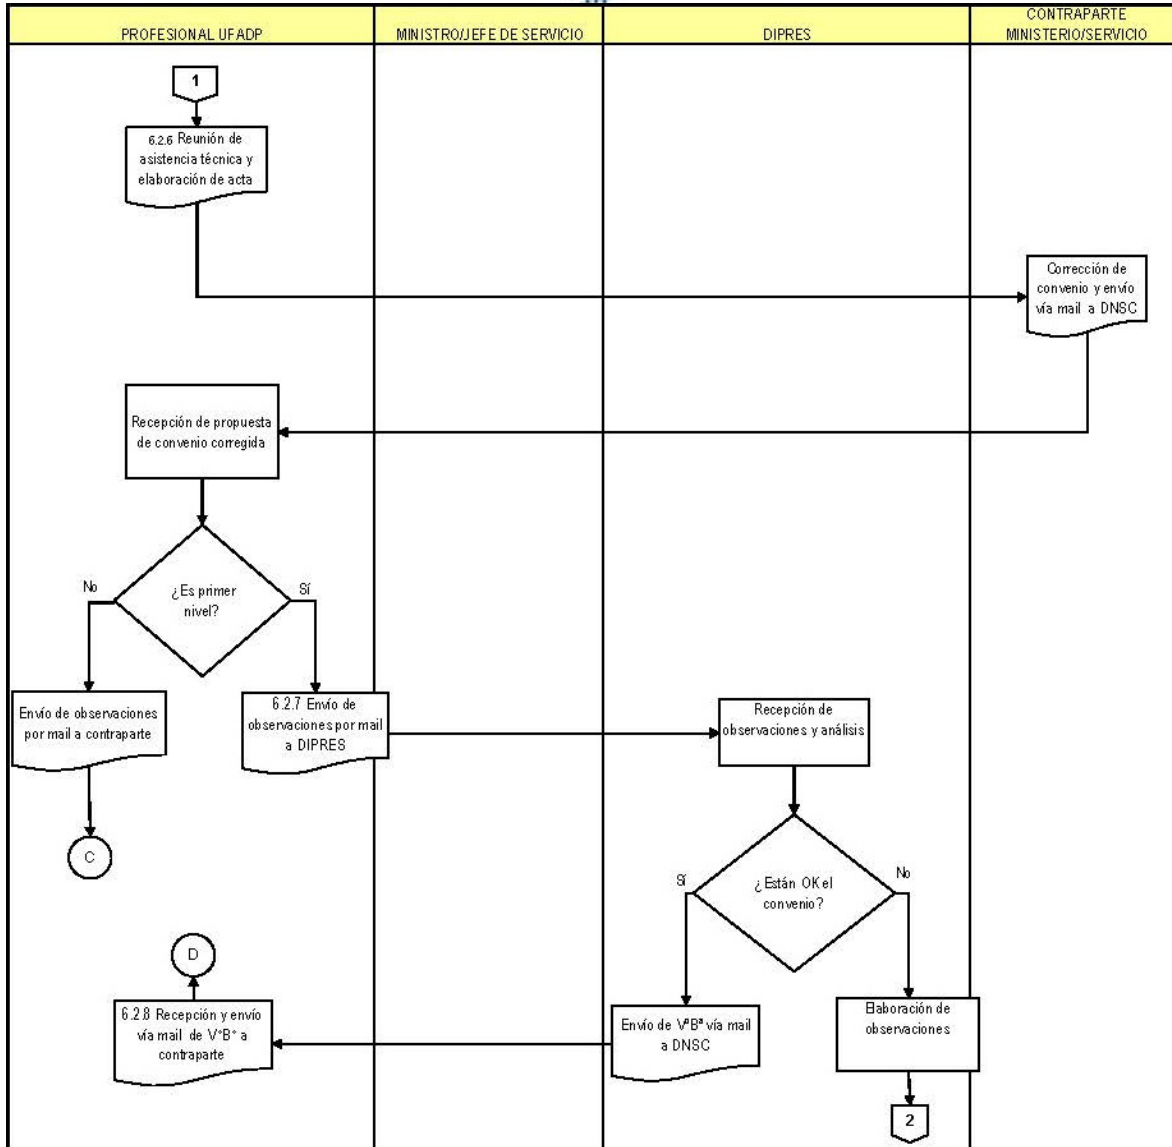 PROFESIONAL UFADP
MINISTRO/JEFE DE SERVICIO
DIPRES
CONTRAPARTE
MINISTERIO/SERVICIO
1
6.2.6 Reunión de
asistencia técnica y
elaboración de acta
Corrección de
convenio y envío
vía mail a DNSC
Recepción de propuesta
de convenio corregida
¿Es primer
nivel?
No
Sí
Envío de observaciones
por mail a contraparte
6.2.7 Envío de
observaciones por mail
a DIPRES
Recepción de
observaciones y análisis
C
¿Están OK el
convenio?
Sí
No
D
6.2.8 Recepción y envío
vía mail de V°B° a
contraparte
Envío de VªBª vía mail
a DNSC
Elaboración de
observaciones
2